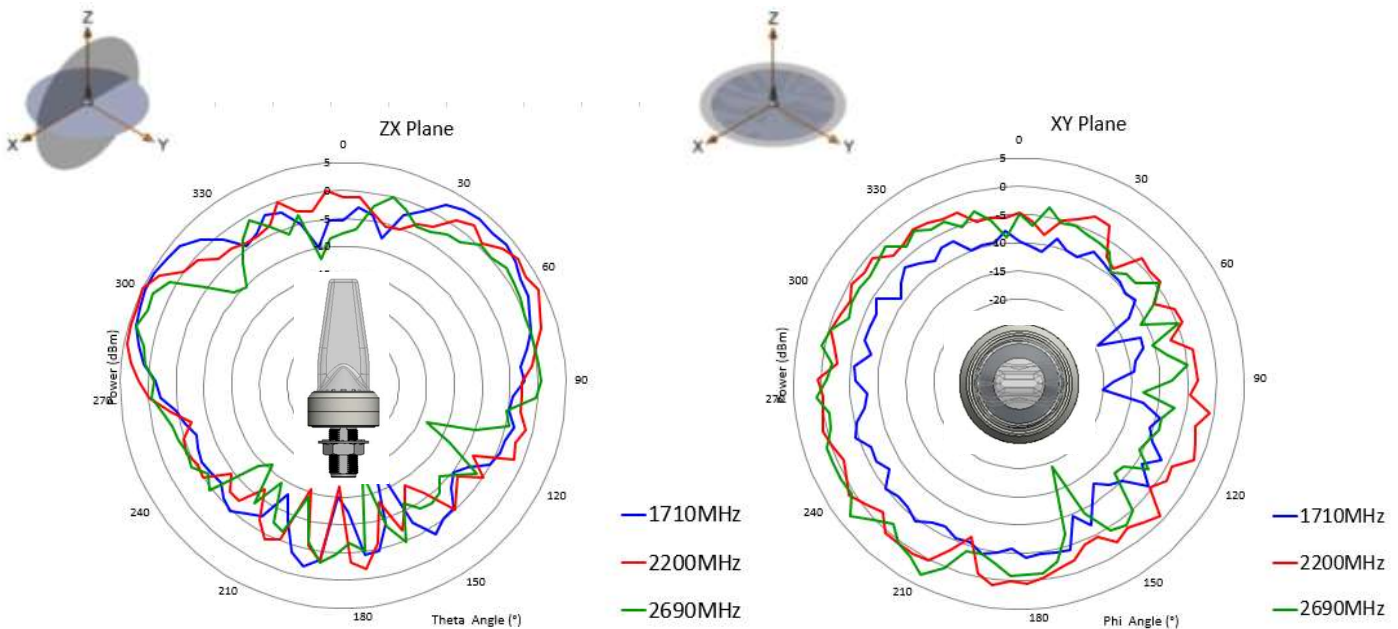 Z
X
Y
ZX Plane
0
30
60
90
120
150
180
210
240
270
300
330
5
0
-5
-10
Power (dBm)
Theta Angle (°)
1710MHz
2200MHz
2690MHz
Z
X
Y
XY Plane
0
30
60
90
120
150
180
210
240
270
300
330
5
0
-5
-10
-15
-20
Power (dBm)
Phi Angle (°)
1710MHz
2200MHz
2690MHz